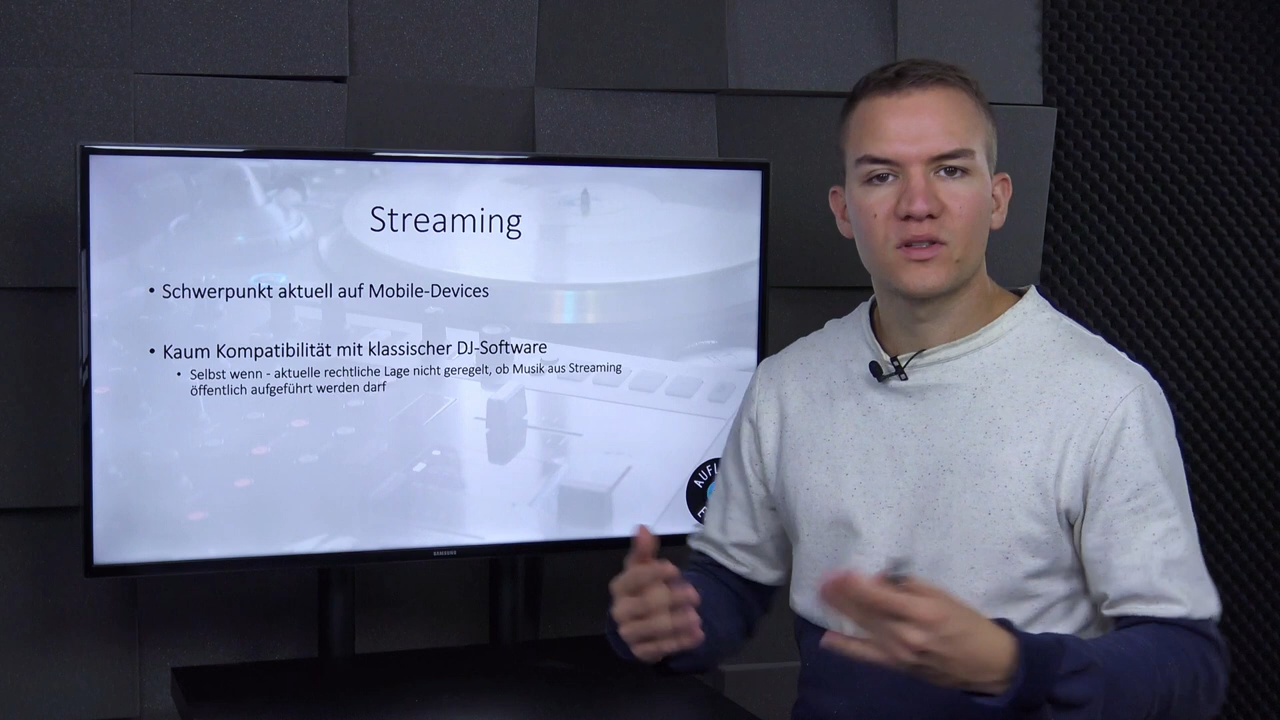 Streaming
• Schwerpunkt aktuell auf Mobile-Devices
• Kaum Kompatibilität mit klassischer DJ-Software
• Selbst wenn - aktuelle rechtliche Lage nicht geregelt, ob Musik aus Streaming
öffentlich aufgeführt werden darf
SAMSUNG